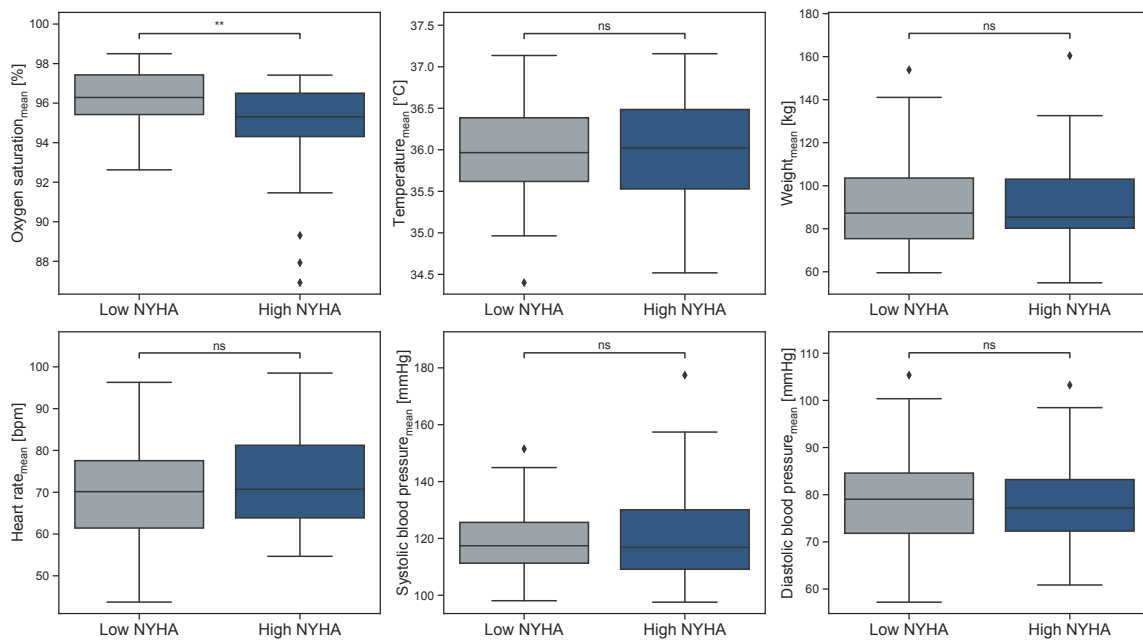 Oxygen saturation_mean [%]
100
98
96
94
92
90
88
**
Low NYHA
High NYHA
Temperature_mean [°C]
37.5
37.0
36.5
36.0
35.5
35.0
34.5
ns
Low NYHA
High NYHA
Weight_mean [kg]
180
160
140
120
100
80
60
ns
Low NYHA
High NYHA
Heart rate_mean [bpm]
100
90
80
70
60
50
ns
Low NYHA
High NYHA
Systolic blood pressure_mean [mmHg]
180
160
140
120
100
ns
Low NYHA
High NYHA
Diastolic blood pressure_mean [mmHg]
110
100
90
80
70
60
ns
Low NYHA
High NYHA